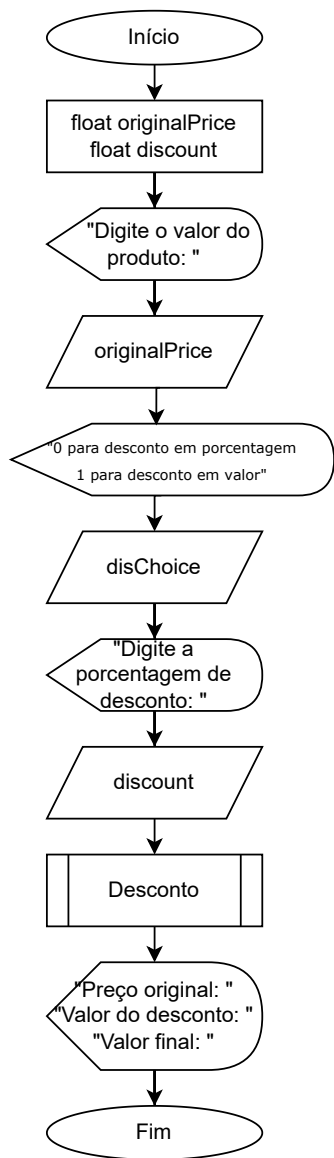 Início
float originalPrice
float discount
"Digite o valor do
produto: "
originalPrice
"0 para desconto em porcentagem
1 para desconto em valor"
disChoice
"Digite a
porcentagem de
desconto: "
discount
Desconto
"Preço original: "
"Valor do desconto: "
"Valor final: "
Fim